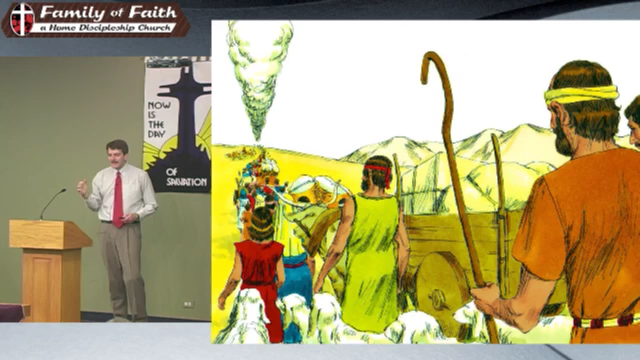 Family of Faith
a Home Discipleship Church
NOW
IS THE
DAY
OF
SALVATION